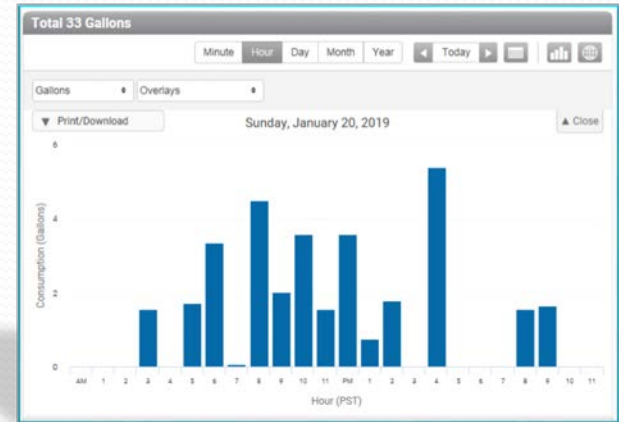 Total 33 Gallons
Minute Hour Day Month Year Today
Gallons Overlays
Print/Download Sunday, January 20, 2019 Close
6
4
2
0
Consumption (Gallons)
AM 1 2 3 4 5 6 7 8 9 10 11 PM 1 2 3 4 5 6 7 8 9 10 11
Hour (PST)